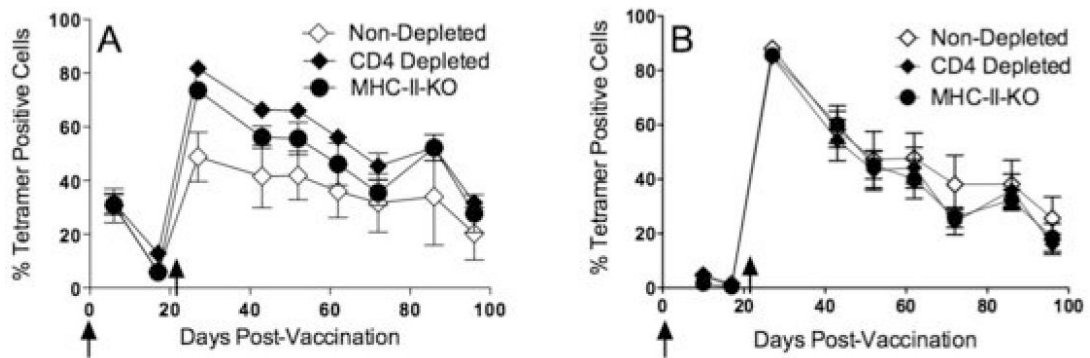 A
% Tetramer Positive Cells
100
80
60
40
20
0
0 20 40 60 80 100
Days Post-Vaccination
Non-Depleted
CD4 Depleted
MHC-II-KO
B
% Tetramer Positive Cells
100
80
60
40
20
0
0 20 40 60 80 100
Days Post-Vaccination
Non-Depleted
CD4 Depleted
MHC-II-KO